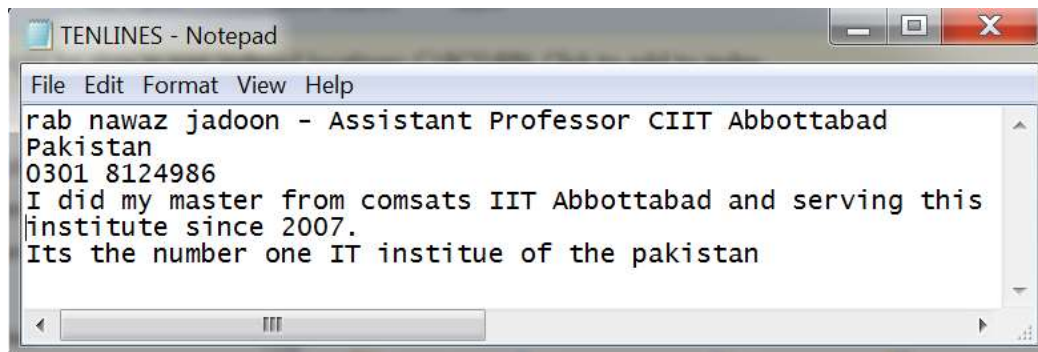 TENLINES - Notepad
File Edit Format View Help
rab nawaz jadoon - Assistant Professor CIIT Abbottabad
Pakistan
0301 8124986
I did my master from comsats IIT Abbottabad and serving this
institute since 2007.
Its the number one IT institue of the pakistan